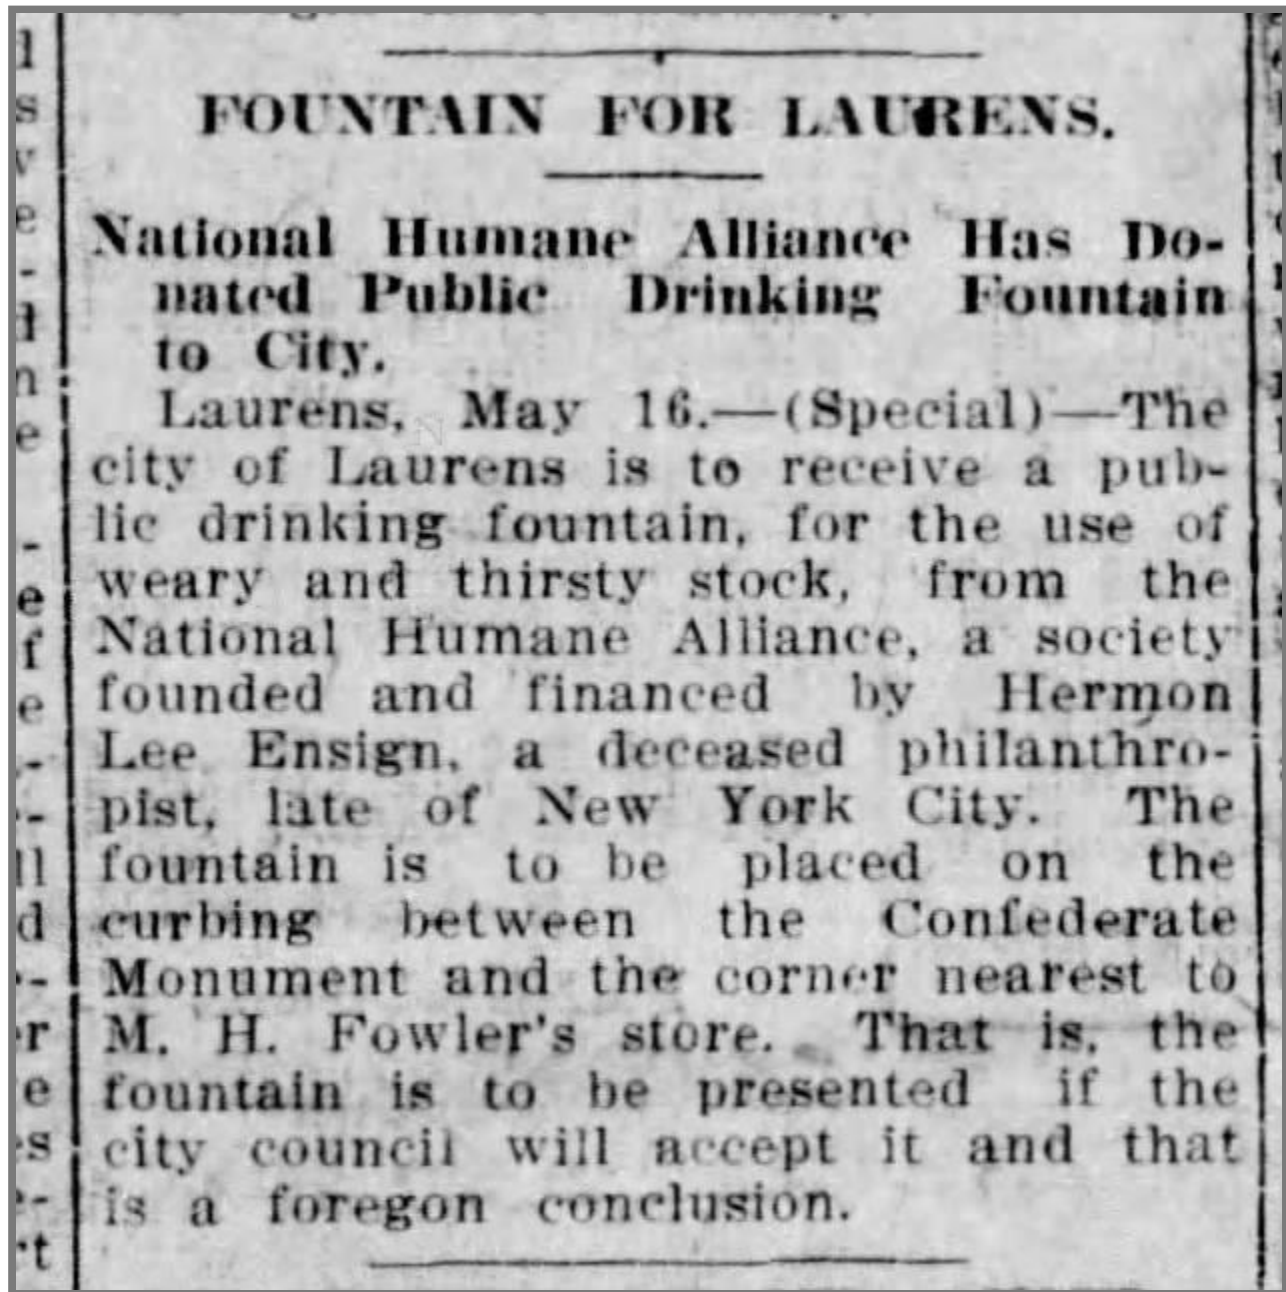 FOUNTAIN FOR LAURENS.
National Humane Alliance Has Do-
nated Public Drinking Fountain
to City.
Laurens, May 16.—(Special)—The
city of Laurens is to receive a pub-
lic drinking fountain, for the use of
weary and thirsty stock, from the
National Humane Alliance, a society
founded and financed by Hermon
Lee Ensign, a deceased philanthro-
pist, late of New York City. The
fountain is to be placed on the
curbing between the Confederate
Monument and the corner nearest to
M. H. Fowler's store. That is, the
fountain is to be presented if the
city council will accept it and that
is a foregon conclusion.